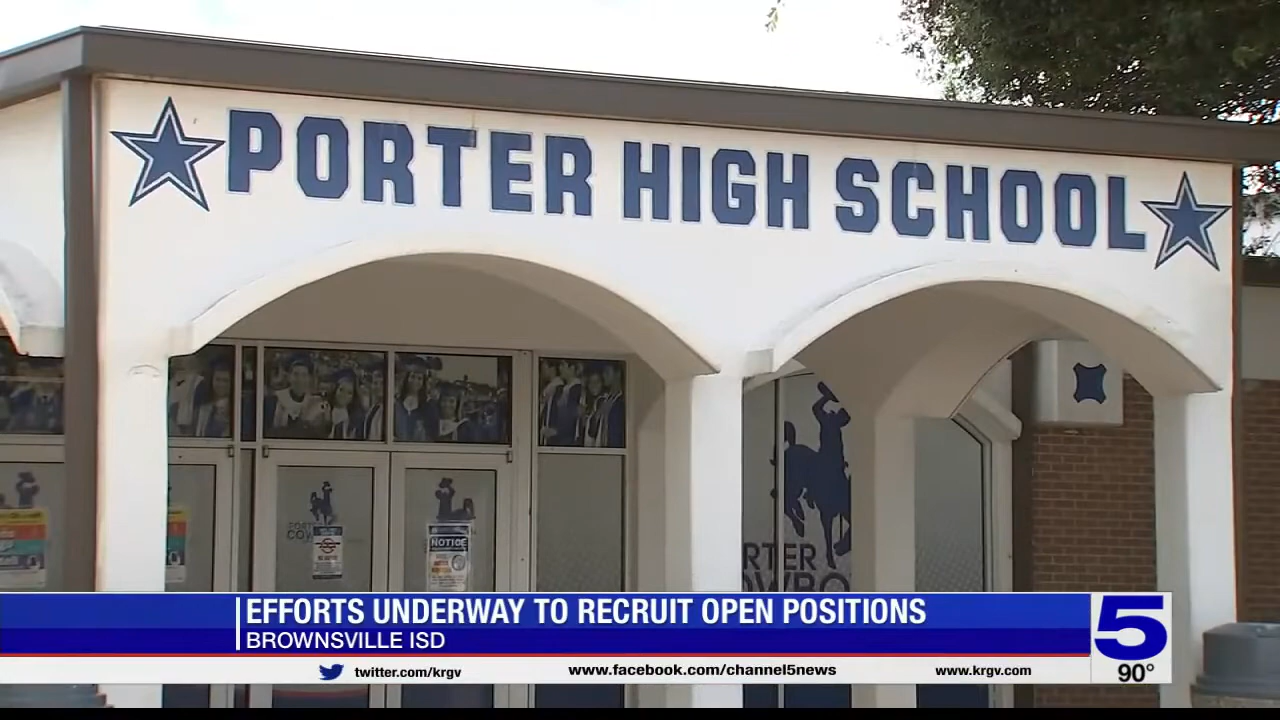 PORTER HIGH SCHOOL
NOTICE
EFFORTS UNDERWAY TO RECRUIT OPEN POSITIONS
BROWNSVILLE ISD
5
twitter.com/krgv
www.facebook.com/channel5news
www.krgv.com
90°